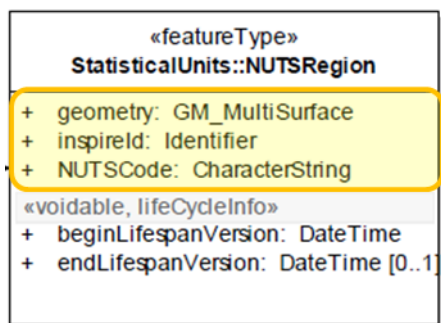 «featureType»
StatisticalUnits::NUTSRegion
+ geometry: GM_MultiSurface
+ inspireId: Identifier
+ NUTSCode: CharacterString
«voidable, lifeCycleInfo»
+ beginLifespanVersion: DateTime
+ endLifespanVersion: DateTime [0..1]